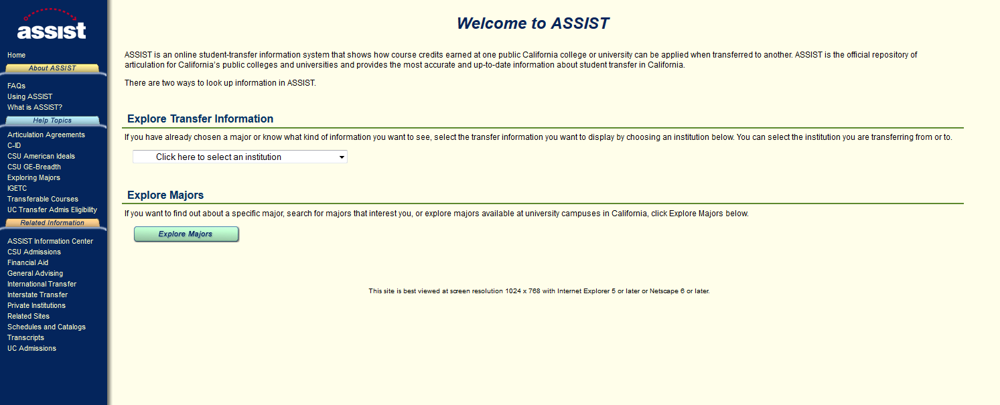 assist
Home
About ASSIST
FAQs
Using ASSIST
What is ASSIST?
Help Topics
Articulation Agreements
C-ID
CSU American Ideals
CSU GE-Breadth
Exploring Majors
IGETC
Transferable Courses
UC Transfer Admis Eligibility
Related Information
ASSIST Information Center
CSU Admissions
Financial Aid
General Advising
International Transfer
Interstate Transfer
Private Institutions
Related Sites
Schedules and Catalogs
Transcripts
UC Admissions
Welcome to ASSIST
ASSIST is an online student-transfer information system that shows how course credits earned at one public California college or university can be applied when transferred to another. ASSIST is the official repository of
articulation for California's public colleges and universities and provides the most accurate and up-to-date information about student transfer in California.
There are two ways to look up information in ASSIST.
Explore Transfer Information
If you have already chosen a major or know what kind of information you want to see, select the transfer information you want to display by choosing an institution below. You can select the institution you are transferring from or to.
Click here to select an institution
Explore Majors
If you want to find out about a specific major, search for majors that interest you, or explore majors available at university campuses in California, click Explore Majors below.
Explore Majors
This site is best viewed at screen resolution 1024 x 768 with Internet Explorer 5 or later or Netscape 6 or later.